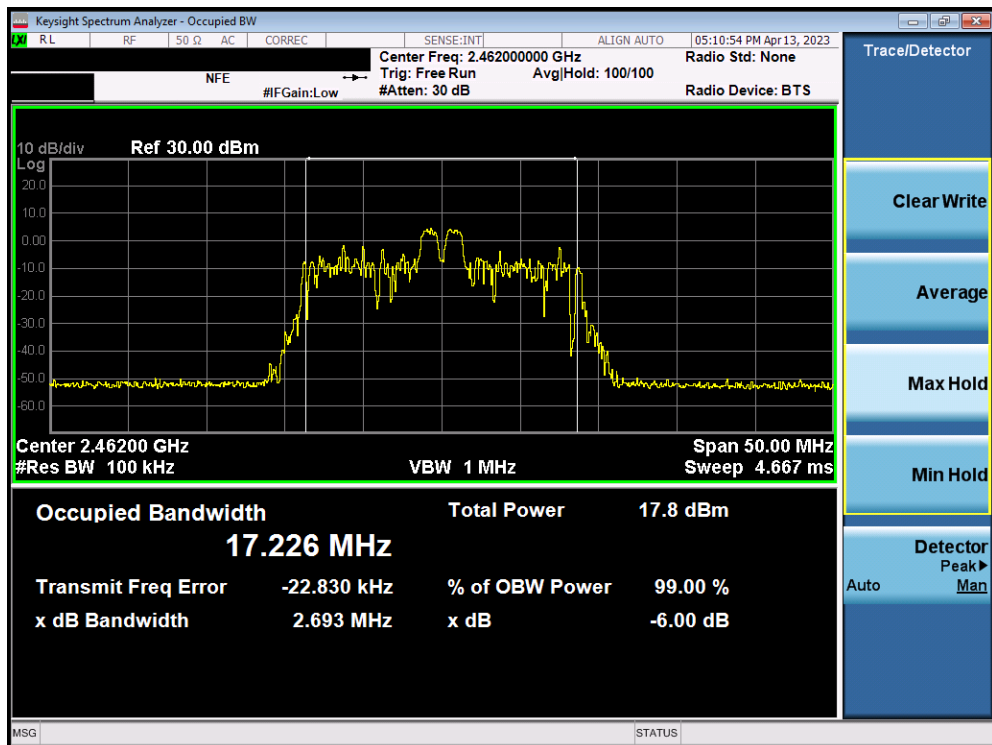 Keysight Spectrum Analyzer - Occupied BW
LXI RL RF 50 Ω AC CORREC SENSE:INT ALIGN AUTO 05:10:54 PM Apr 13, 2023
Center Freq: 2.462000000 GHz Radio Std: None
NFE Trig: Free Run Avg|Hold: 100/100
#IFGain:Low #Atten: 30 dB Radio Device: BTS
Trace/Detector
10 dB/div Ref 30.00 dBm
Log
20.0
10.0
0.00
-10.0
-20.0
-30.0
-40.0
-50.0
-60.0
Center 2.46200 GHz Span 50.00 MHz
#Res BW 100 kHz VBW 1 MHz Sweep 4.667 ms
Occupied Bandwidth Total Power 17.8 dBm
17.226 MHz
Transmit Freq Error -22.830 kHz % of OBW Power 99.00 %
x dB Bandwidth 2.693 MHz x dB -6.00 dB
Clear Write
Average
Max Hold
Min Hold
Detector
Peak▶
Auto Man
MSG STATUS